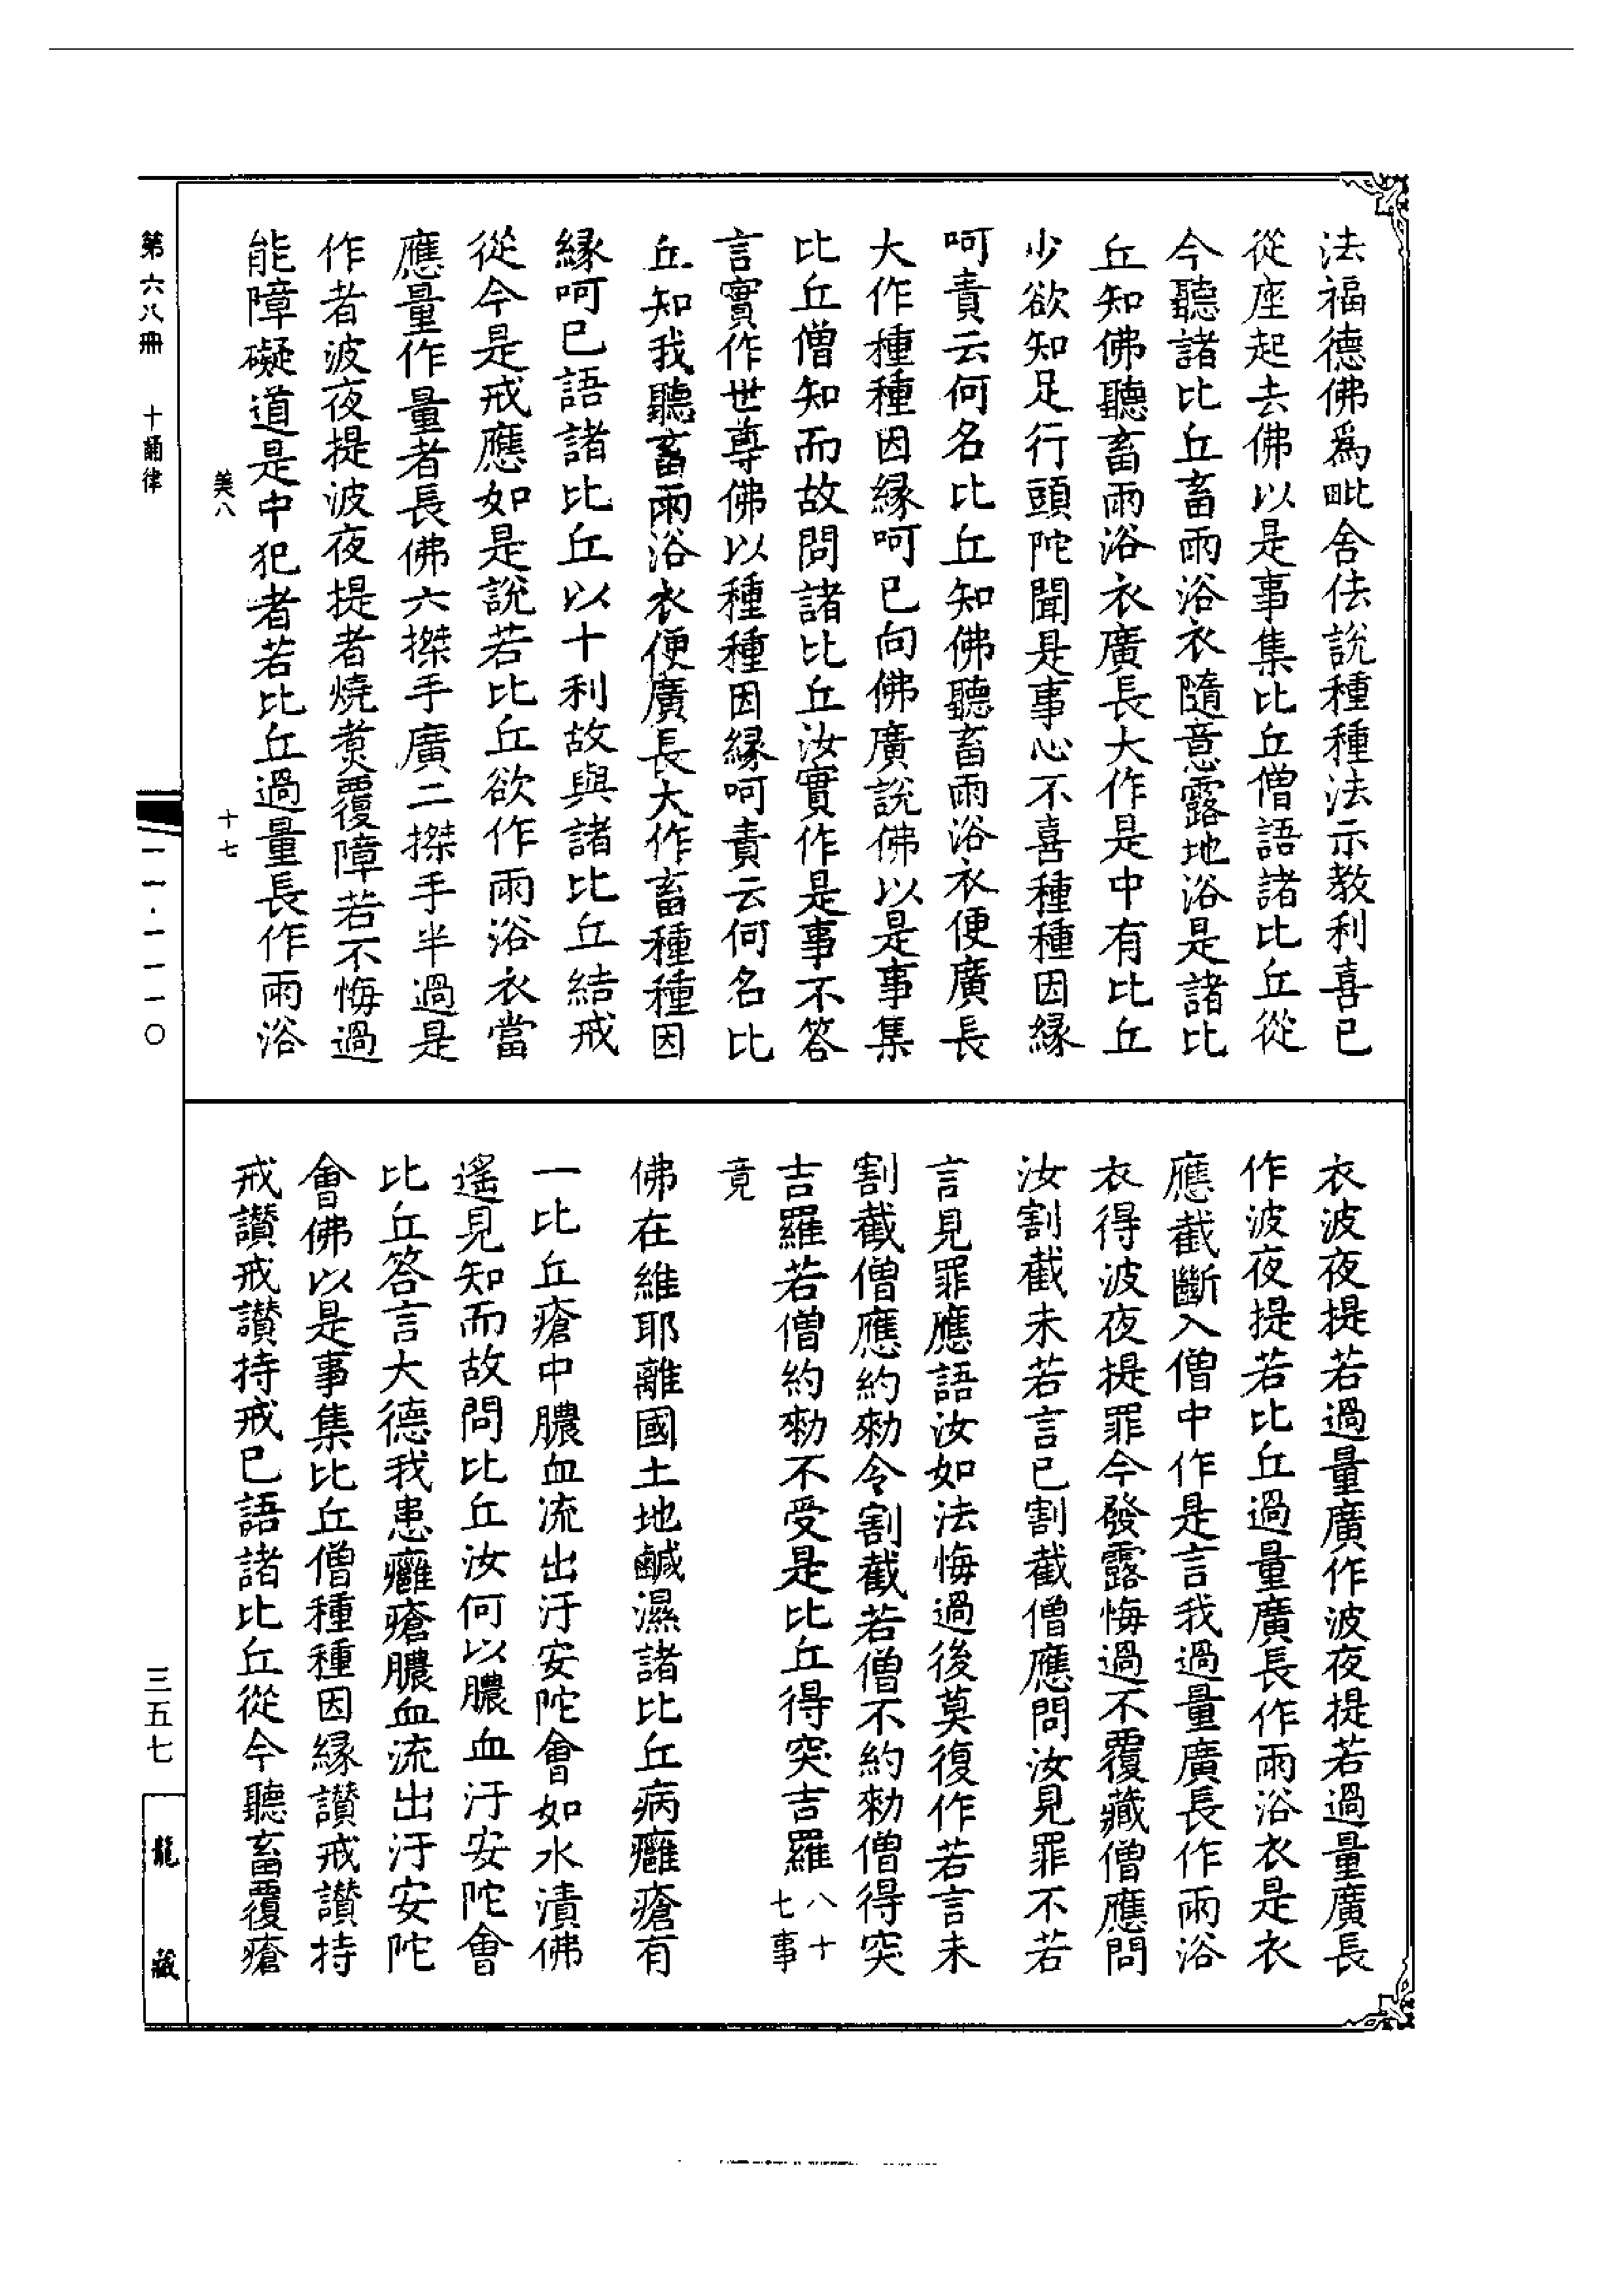 法福德佛爲毗舍佉說種種法示教利喜已
從座起去佛以是事集比丘僧語諸比丘從
今聽諸比丘畜雨浴衣隨意露地浴是諸比
丘知佛聽畜雨浴衣廣長大作是中有比丘
少欲知足行頭陀聞是事心不喜種種因緣
呵責云何名比丘知佛聽畜雨浴衣便廣長
大作種種因緣呵已向佛廣說佛以是事集
比丘僧知而故問諸比丘汝實作是事不答
言實作世尊佛以種種因緣呵責云何名比
丘知我聽畜雨浴衣便廣長大作畜種種因
緣呵已語諸比丘以十利故與諸比丘結戒
從今是戒應如是說若比丘欲作雨浴衣當
應量作量者長佛六搩手廣二搩手半過是
作者波夜提波夜提者燒煑覆障若不悔過
能障礙道是中犯者若比丘過量長作雨浴
美八 十七
衣波夜提若過量廣作波夜提若過量廣長
作波夜提若比丘過量廣長作雨浴衣是衣
應截斷入僧中作是言我過量廣長作雨浴
衣得波夜提罪今發露悔過不覆藏僧應問
汝割截未若言已割截僧應問汝見罪不若
言見罪應語汝如法悔過後莫復作若言未
割截僧應約勑令割截若僧不約勑僧得突
吉羅若僧約勑不受是比丘得突吉羅八十七事
竟
佛在維耶離國土地鹹濕諸比丘病癰瘡有
一比丘瘡中膿血流出汙安陀會如水漬佛
遙見知而故問比丘汝何以膿血汙安陀會
比丘答言大德我患癰瘡膿血流出汙安陀
會佛以是事集比丘僧種種因緣讃戒讃持
戒讃戒讃持戒已語諸比丘從今聽畜覆瘡
第六八冊 十誦律
一一·一一一〇
三五七
龍藏